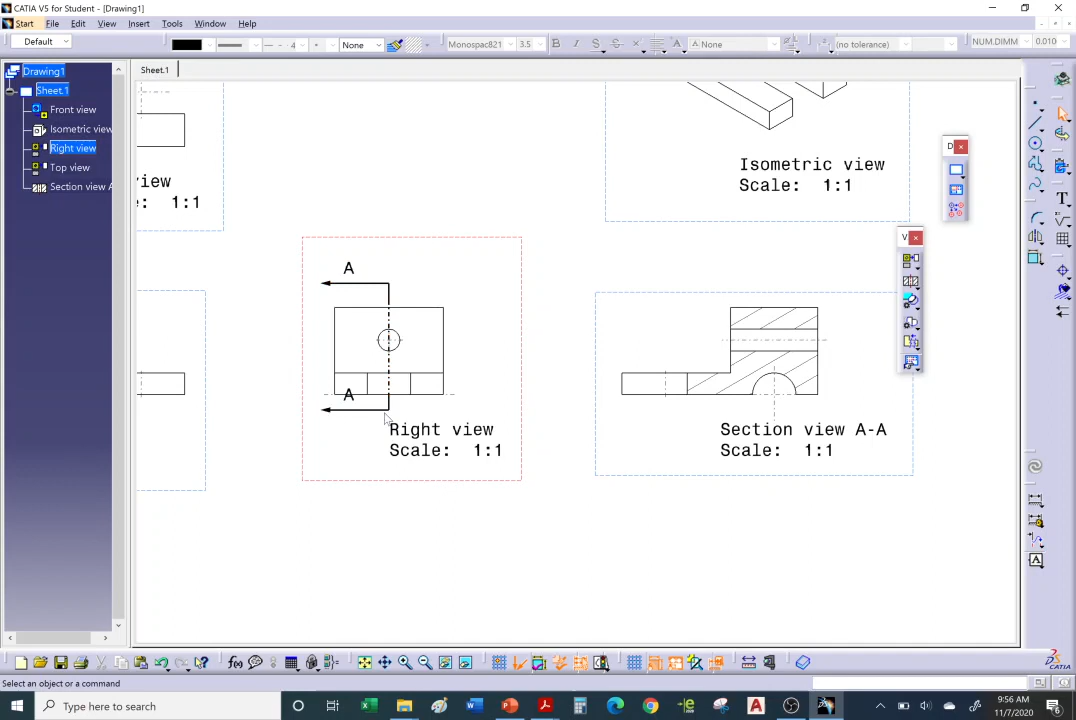 CATIA V5 for Student - [Drawing1]
Start File Edit View Insert Tools Window Help
Default
4
None
Monospac821
3.5
B I S
None
(no tolerance)
NUM.DIMM
0.010
Drawing1
Sheet.1
Front view
Isometric view
Right view
Top view
Section view A
Sheet.1
Isometric view
Scale: 1:1
D
V
iew
: 1:1
A
A
Right view
Scale: 1:1
Section view A-A
Scale: 1:1
Select an object or a command
Type here to search
9:56 AM
11/7/2020